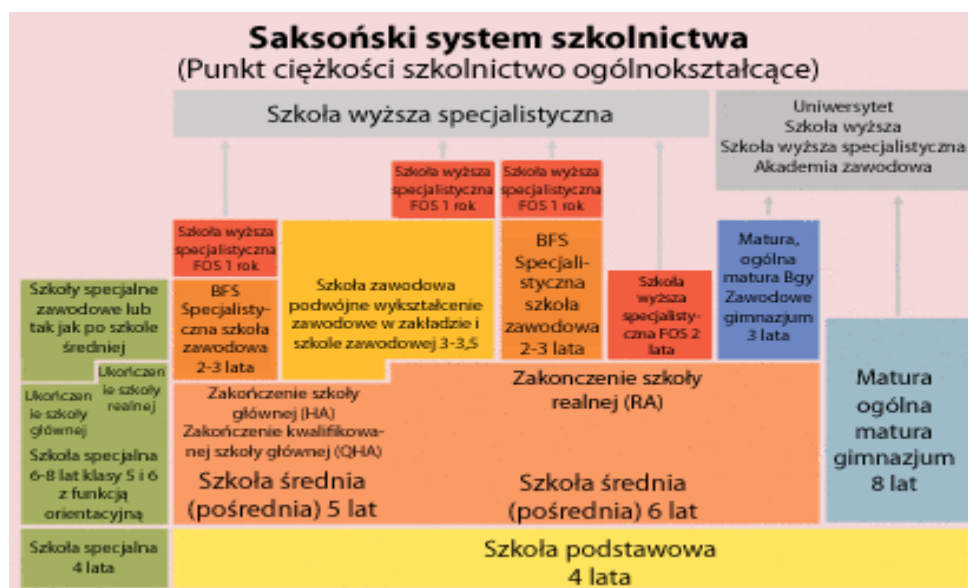 Saksoński system szkolnictwa
(Punkt ciężkości szkolnictwo ogólnokształcące)
Szkoła wyższa specjalistyczna
Uniwersytet
Szkoła wyższa
Szkoła wyższa specjalistyczna
Akademia zawodowa
Szkoła wyższa
specjalistyczna
FOS 1 rok
Szkoła wyższa
specjalistyczna
FOS 1 rok
Szkoła wyższa
specjalistyczna
FOS 1 rok
Szkoła zawodowa
podwójne wykształcenie
zawodowe w zakładzie i
szkole zawodowej 3-3,5
BFS
Specjali-
styczna
szkoła
zawodowa
2-3 lata
Szkoła
wyższa
specjalisty-
czna FOS 2
lata
Matura,
ogólna
matura Bgy
Zawodowe
gimnazjum
3 lata
Szkoły specjalne
zawodowe lub
tak jak po szkole
średniej
BFS
Specjalisty-
czna szkoła
zawodowa
2-3 lata
Ukończen
ie szkoły
realnej
Ukończen
ie szkoły
głównej
Szkoła specjalna
6-8 lat klasy 5 i 6
z funkcją
orientacyjną
Zakończenie szkoły
głównej (HA)
Zakończenie kwalifikowa-
nej szkoły głównej (QHA)
Szkoła średnia
(pośrednia) 5 lat
Zakonczenie szkoły
realnej (RA)
Szkoła średnia
(pośrednia) 6 lat
Matura
ogólna
matura
gimnazjum
8 lat
Szkoła specjalna
4 lata
Szkoła podstawowa
4 lata